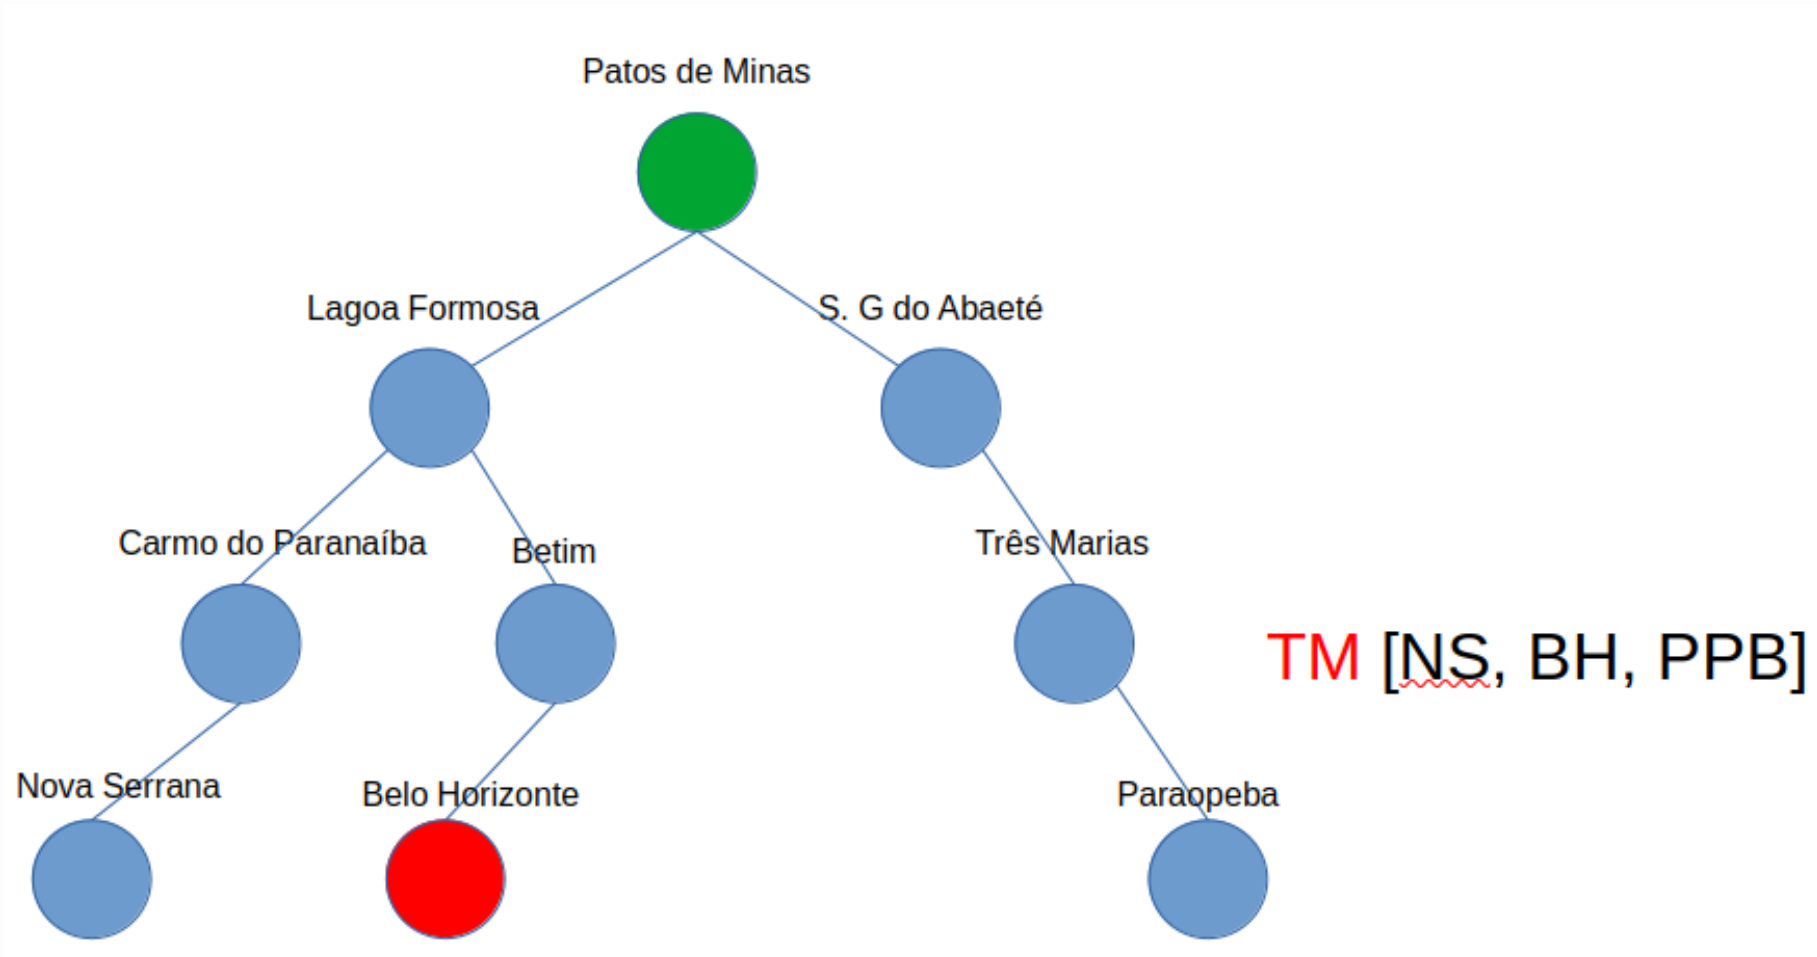 Patos de Minas
Lagoa Formosa
S. G do Abaeté
Carmo do Paranaíba
Betim
Três Marias
TM [NS, BH, PPB]
Nova Serrana
Belo Horizonte
Paraopeba